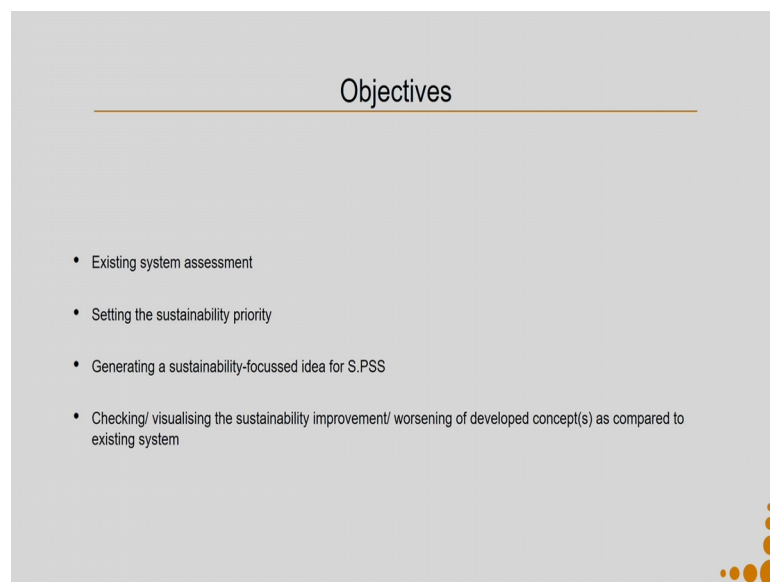 Objectives
• Existing system assessment
• Setting the sustainability priority
• Generating a sustainability-focussed idea for S.PSS
• Checking/ visualising the sustainability improvement/ worsening of developed concept(s) as compared to
existing system